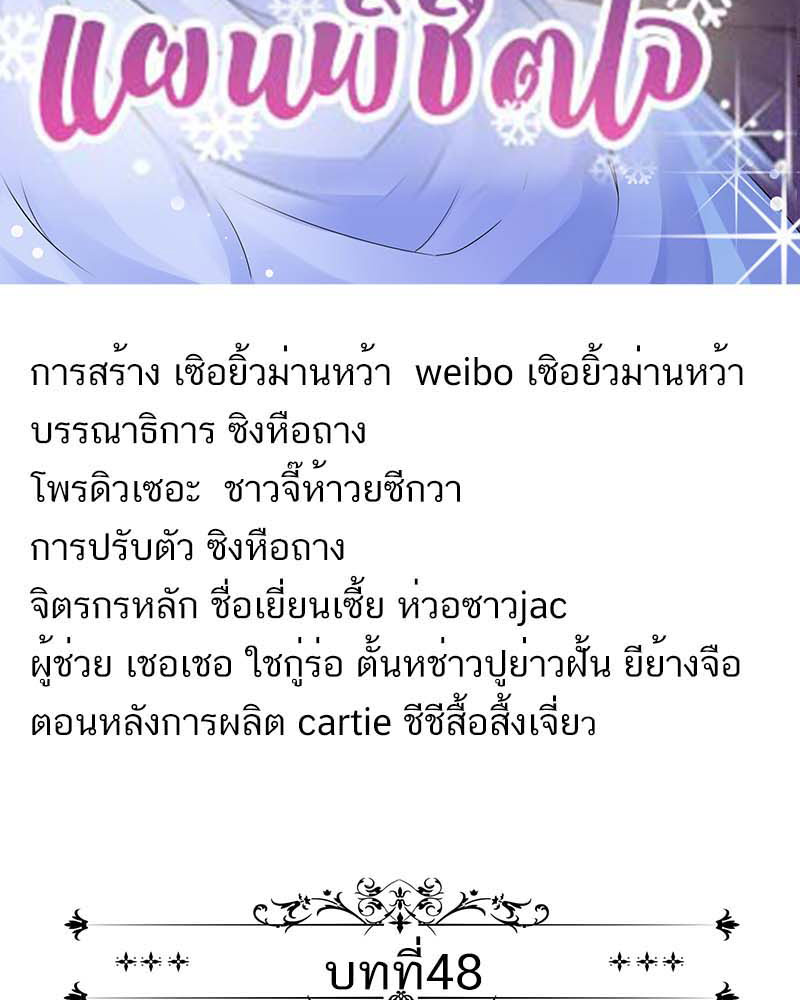 แผนพิชิตใจ
การสร้าง เซิอยิ้วม่านหว้า  weibo เซิอยิ้วม่านหว้า
บรรณาธิการ ซิงหือถาง
โพรดิวเซอะ  ชาวจี๊ห้าวยซีกวา
การปรับตัว ซิงหือถาง
จิตรกรหลัก ชื่อเยี่ยนเซี้ย ห่วอซาวjac
ผู้ช่วย เชอเชอ ใชกู่ร่อ ตั้นหช่าวปูย่าวฝั้น ยีย้างจือ
ตอนหลังการผลิต cartie ชีชีสื้อสิ้งเจี่ยว
บทที่48